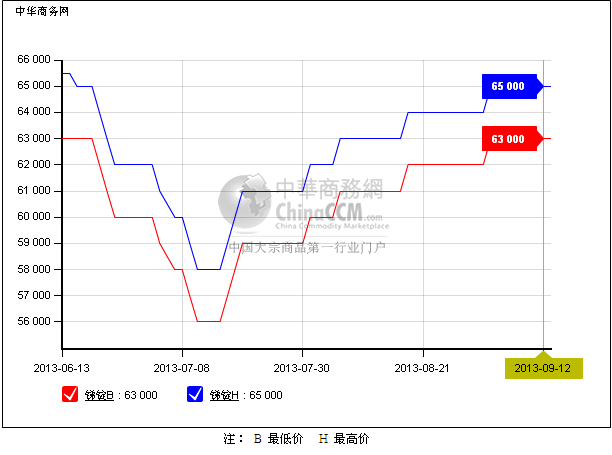 中华商务网
66 000
65 000
65 000
64 000
63 000
63 000
62 000
61 000
60 000
59 000
58 000
57 000
56 000
中華商務網
ChinaCCM.com
China Commodity Marketplace
中国大宗商品第一行业门户
2013-06-13 2013-07-08 2013-07-30 2013-08-21 2013-09-12
锑锭B : 63 000 锑锭H : 65 000
注： B 最低价 H 最高价